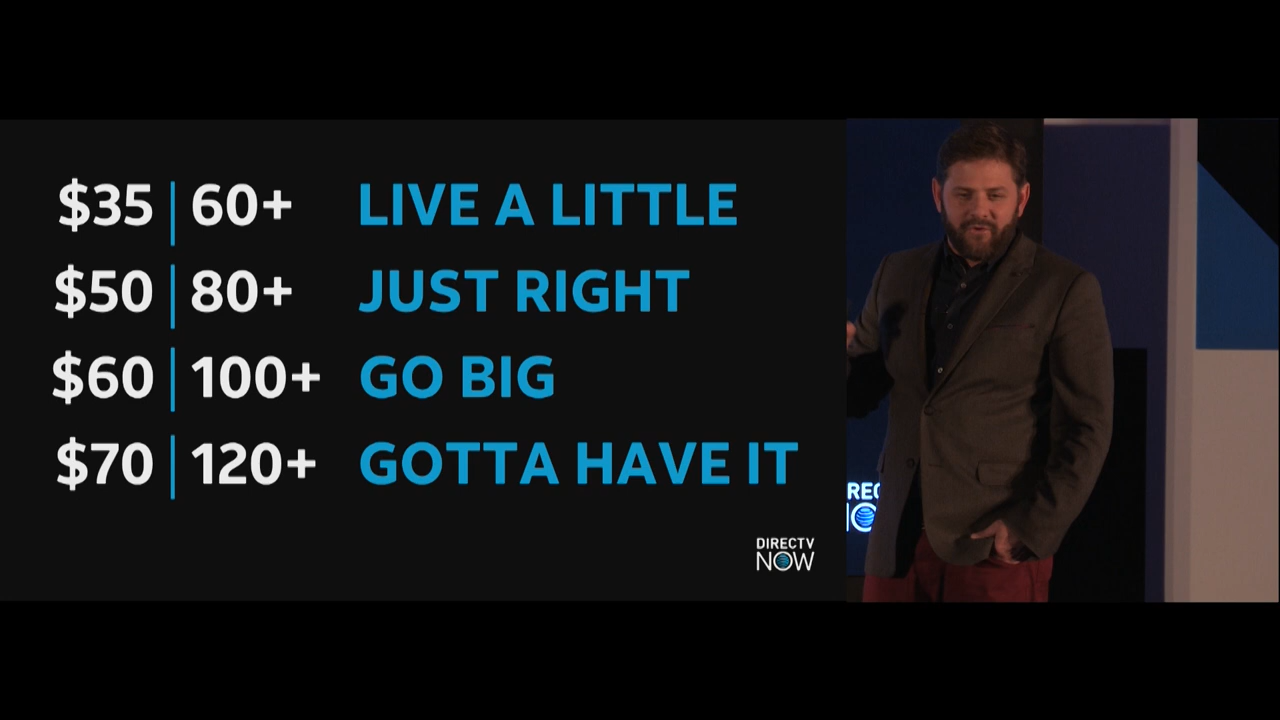 $35 | 60+ LIVE A LITTLE
$50 | 80+ JUST RIGHT
$60 | 100+ GO BIG
$70 | 120+ GOTTA HAVE IT
DIRECTV
NOW